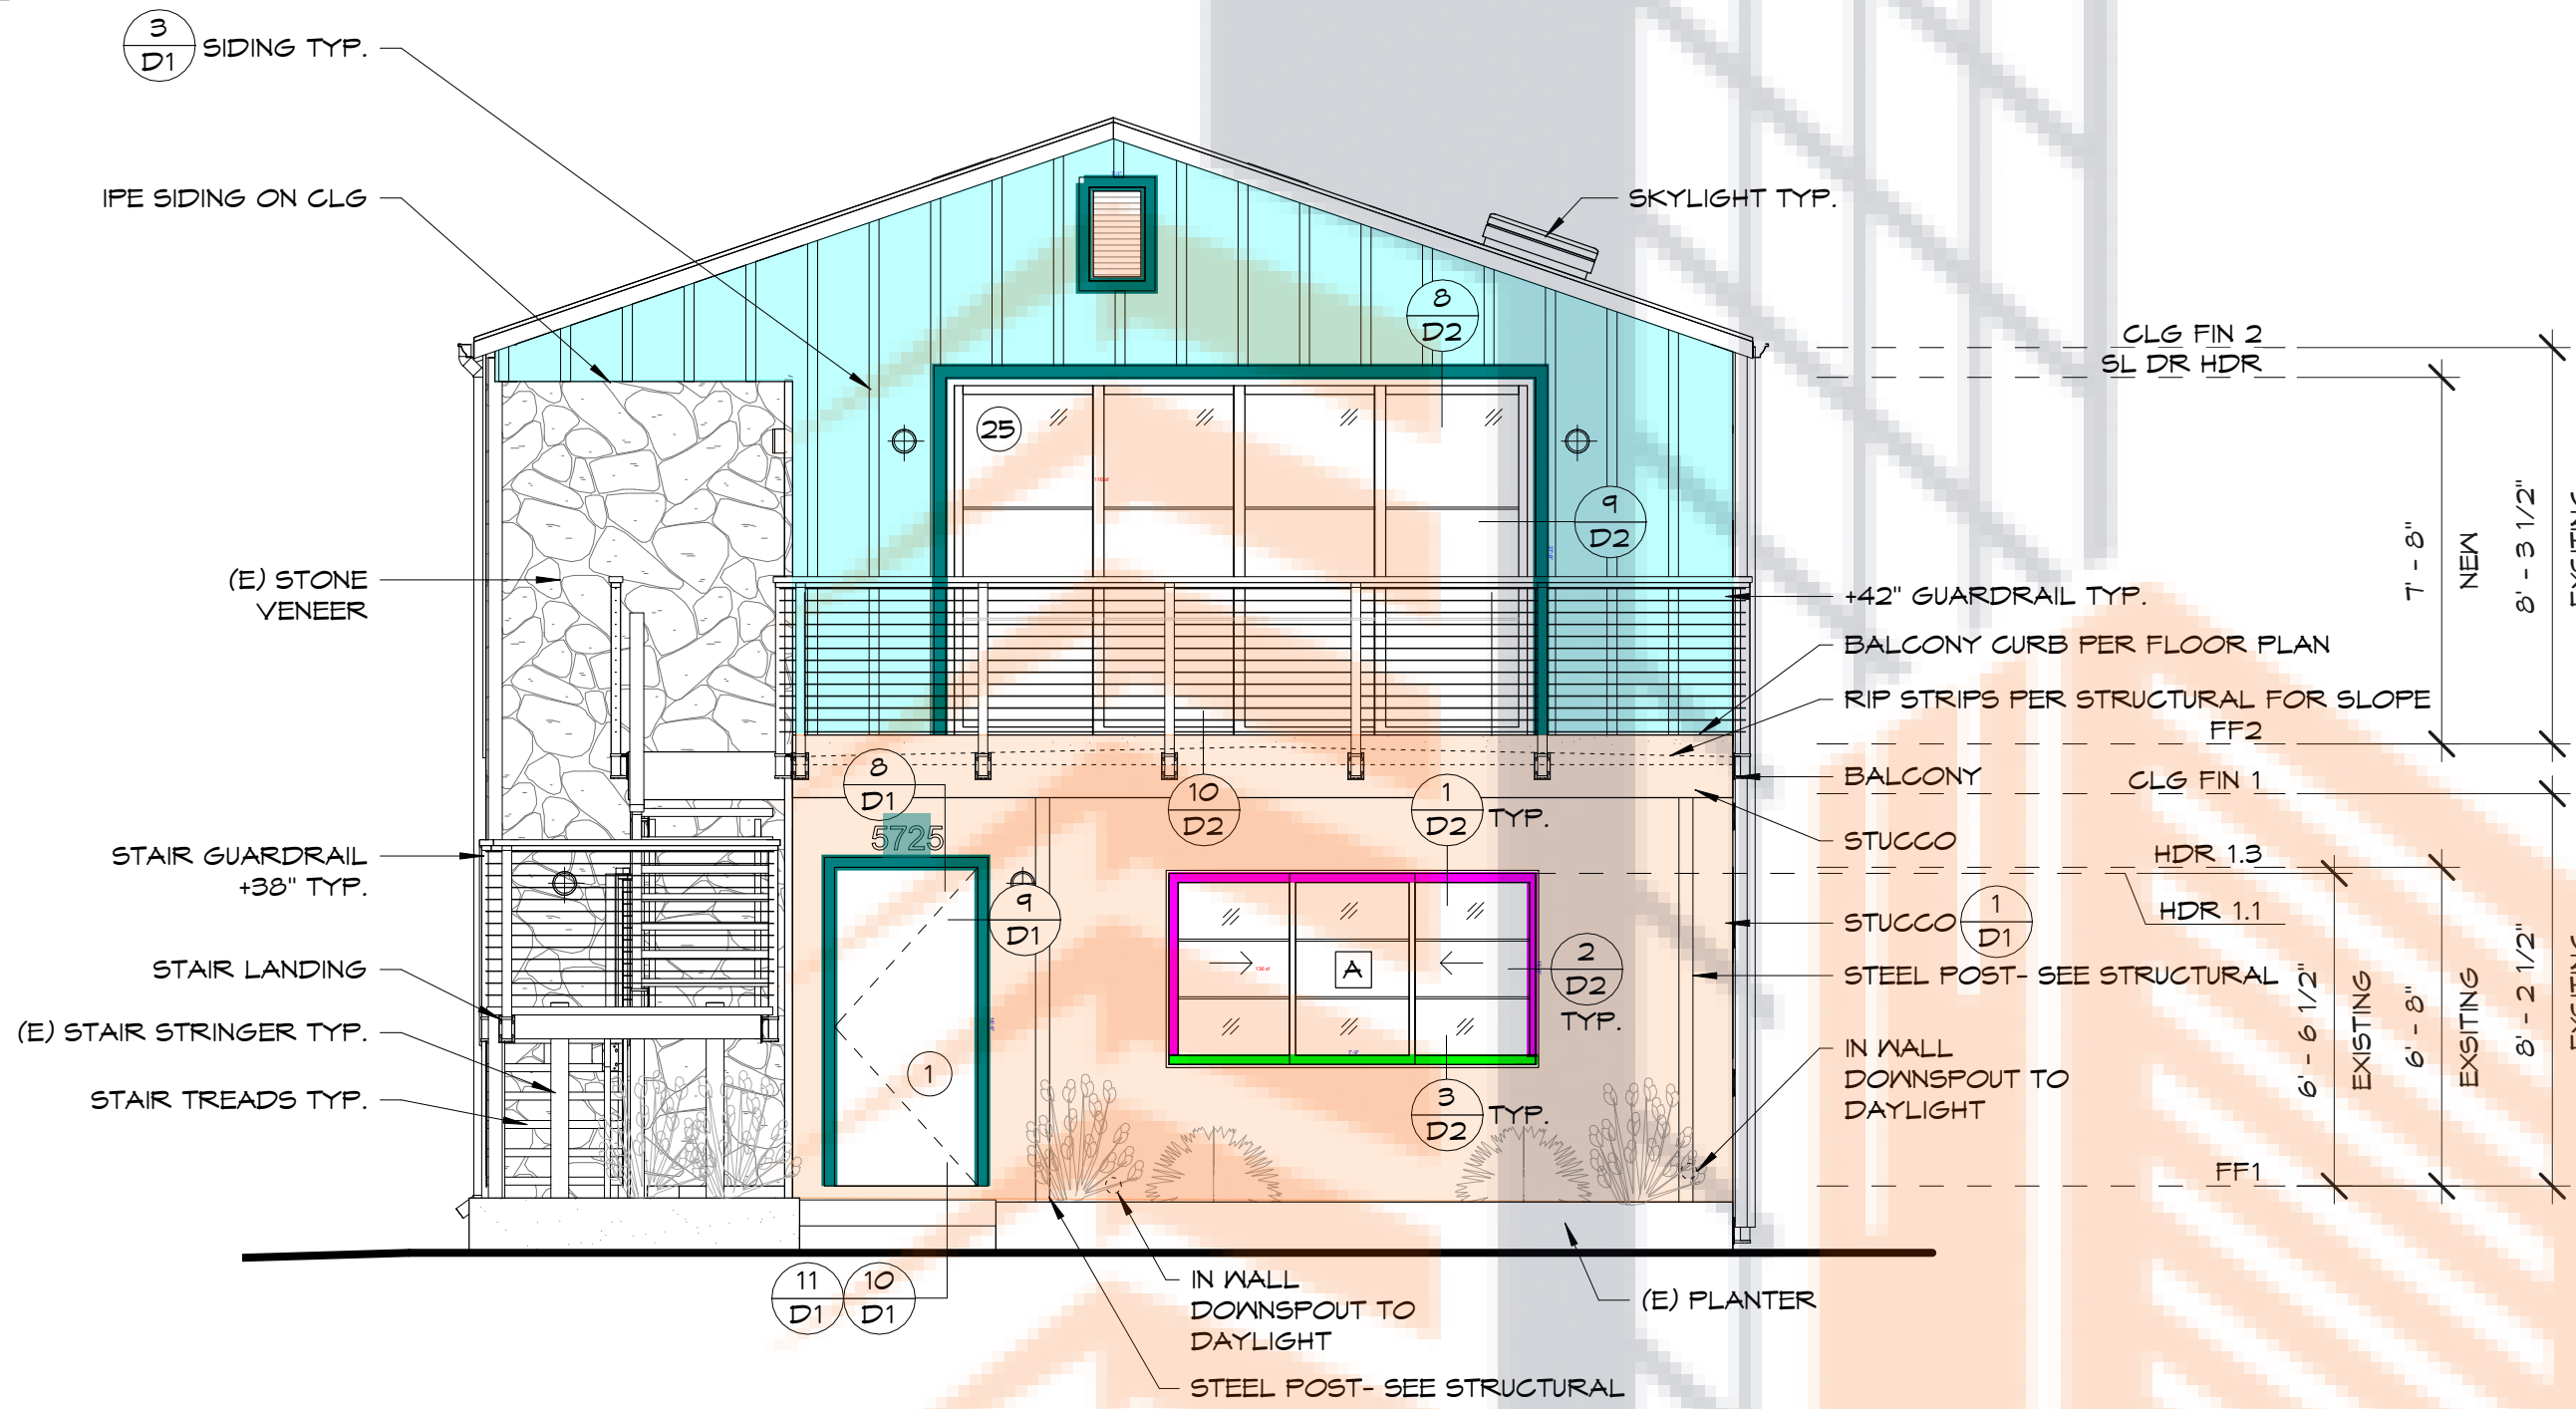 3
D1
SIDING TYP.
IPE SIDING ON CLG
SKYLIGHT TYP.
8
D2
CLG FIN 2
SL DR HDR
25
9
D2
7' - 8"
NEW
8' - 3 1/2"
(E) STONE
VENEER
+42" GUARDRAIL TYP.
BALCONY CURB PER FLOOR PLAN
RIP STRIPS PER STRUCTURAL FOR SLOPE
FF2
8
D1
10
D2
1
D2
TYP.
BALCONY
CLG FIN 1
5725
STUCCO
STAIR GUARDRAIL
+38" TYP.
HDR 1.3
HDR 1.1
9
D1
STUCCO
1
D1
A
2
D2
TYP.
STAIR LANDING
STEEL POST- SEE STRUCTURAL
(E) STAIR STRINGER TYP.
6' - 6 1/2"
EXISTING
6' - 8"
EXSITING
8' - 2 1/2"
1
STAIR TREADS TYP.
3
D2
TYP.
IN WALL
DOWNSPOUT TO
DAYLIGHT
FF1
11
D1
10
D1
IN WALL
DOWNSPOUT TO
DAYLIGHT
(E) PLANTER
STEEL POST- SEE STRUCTURAL